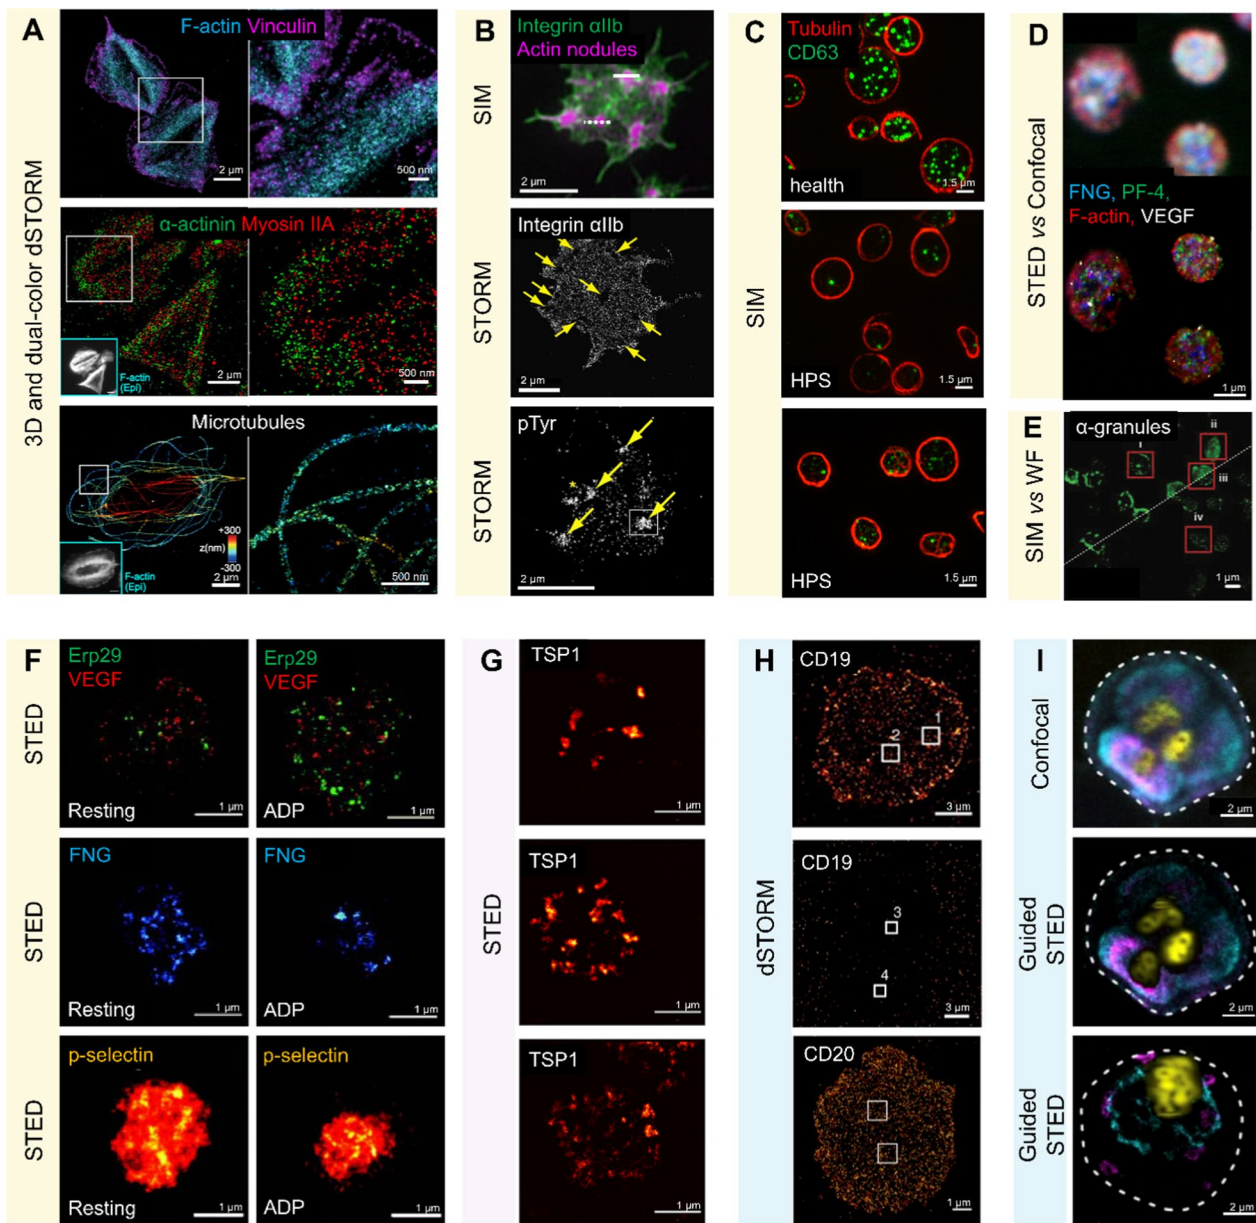 A
3D and dual-color dSTORM
F-actin Vinculin
2 µm
500 nm
α-actinin Myosin IIA
F-actin
(Epi)
2 µm
500 nm
Microtubules
+300
z(nm)
-300
F-actin
(Epi)
2 µm
500 nm
B
SIM
Integrin αIIb
Actin nodules
2 µm
STORM
Integrin αIIb
2 µm
STORM
pTyr
*
2 µm
C
SIM
Tubulin
CD63
health
1.5 µm
HPS
1.5 µm
HPS
1.5 µm
D
STED vs Confocal
FNG, PF-4,
F-actin, VEGF
1 µm
E
SIM vs WF
α-granules
i
ii
iii
iv
1 µm
F
STED
Erp29
VEGF
Resting
1 µm
Erp29
VEGF
ADP
1 µm
STED
FNG
Resting
1 µm
FNG
ADP
1 µm
STED
p-selectin
Resting
1 µm
p-selectin
ADP
1 µm
G
STED
TSP1
1 µm
TSP1
1 µm
TSP1
1 µm
H
dSTORM
CD19
1
2
3 µm
CD19
3
4
3 µm
CD20
1 µm
I
Confocal
2 µm
Guided
STED
2 µm
Guided
STED
2 µm